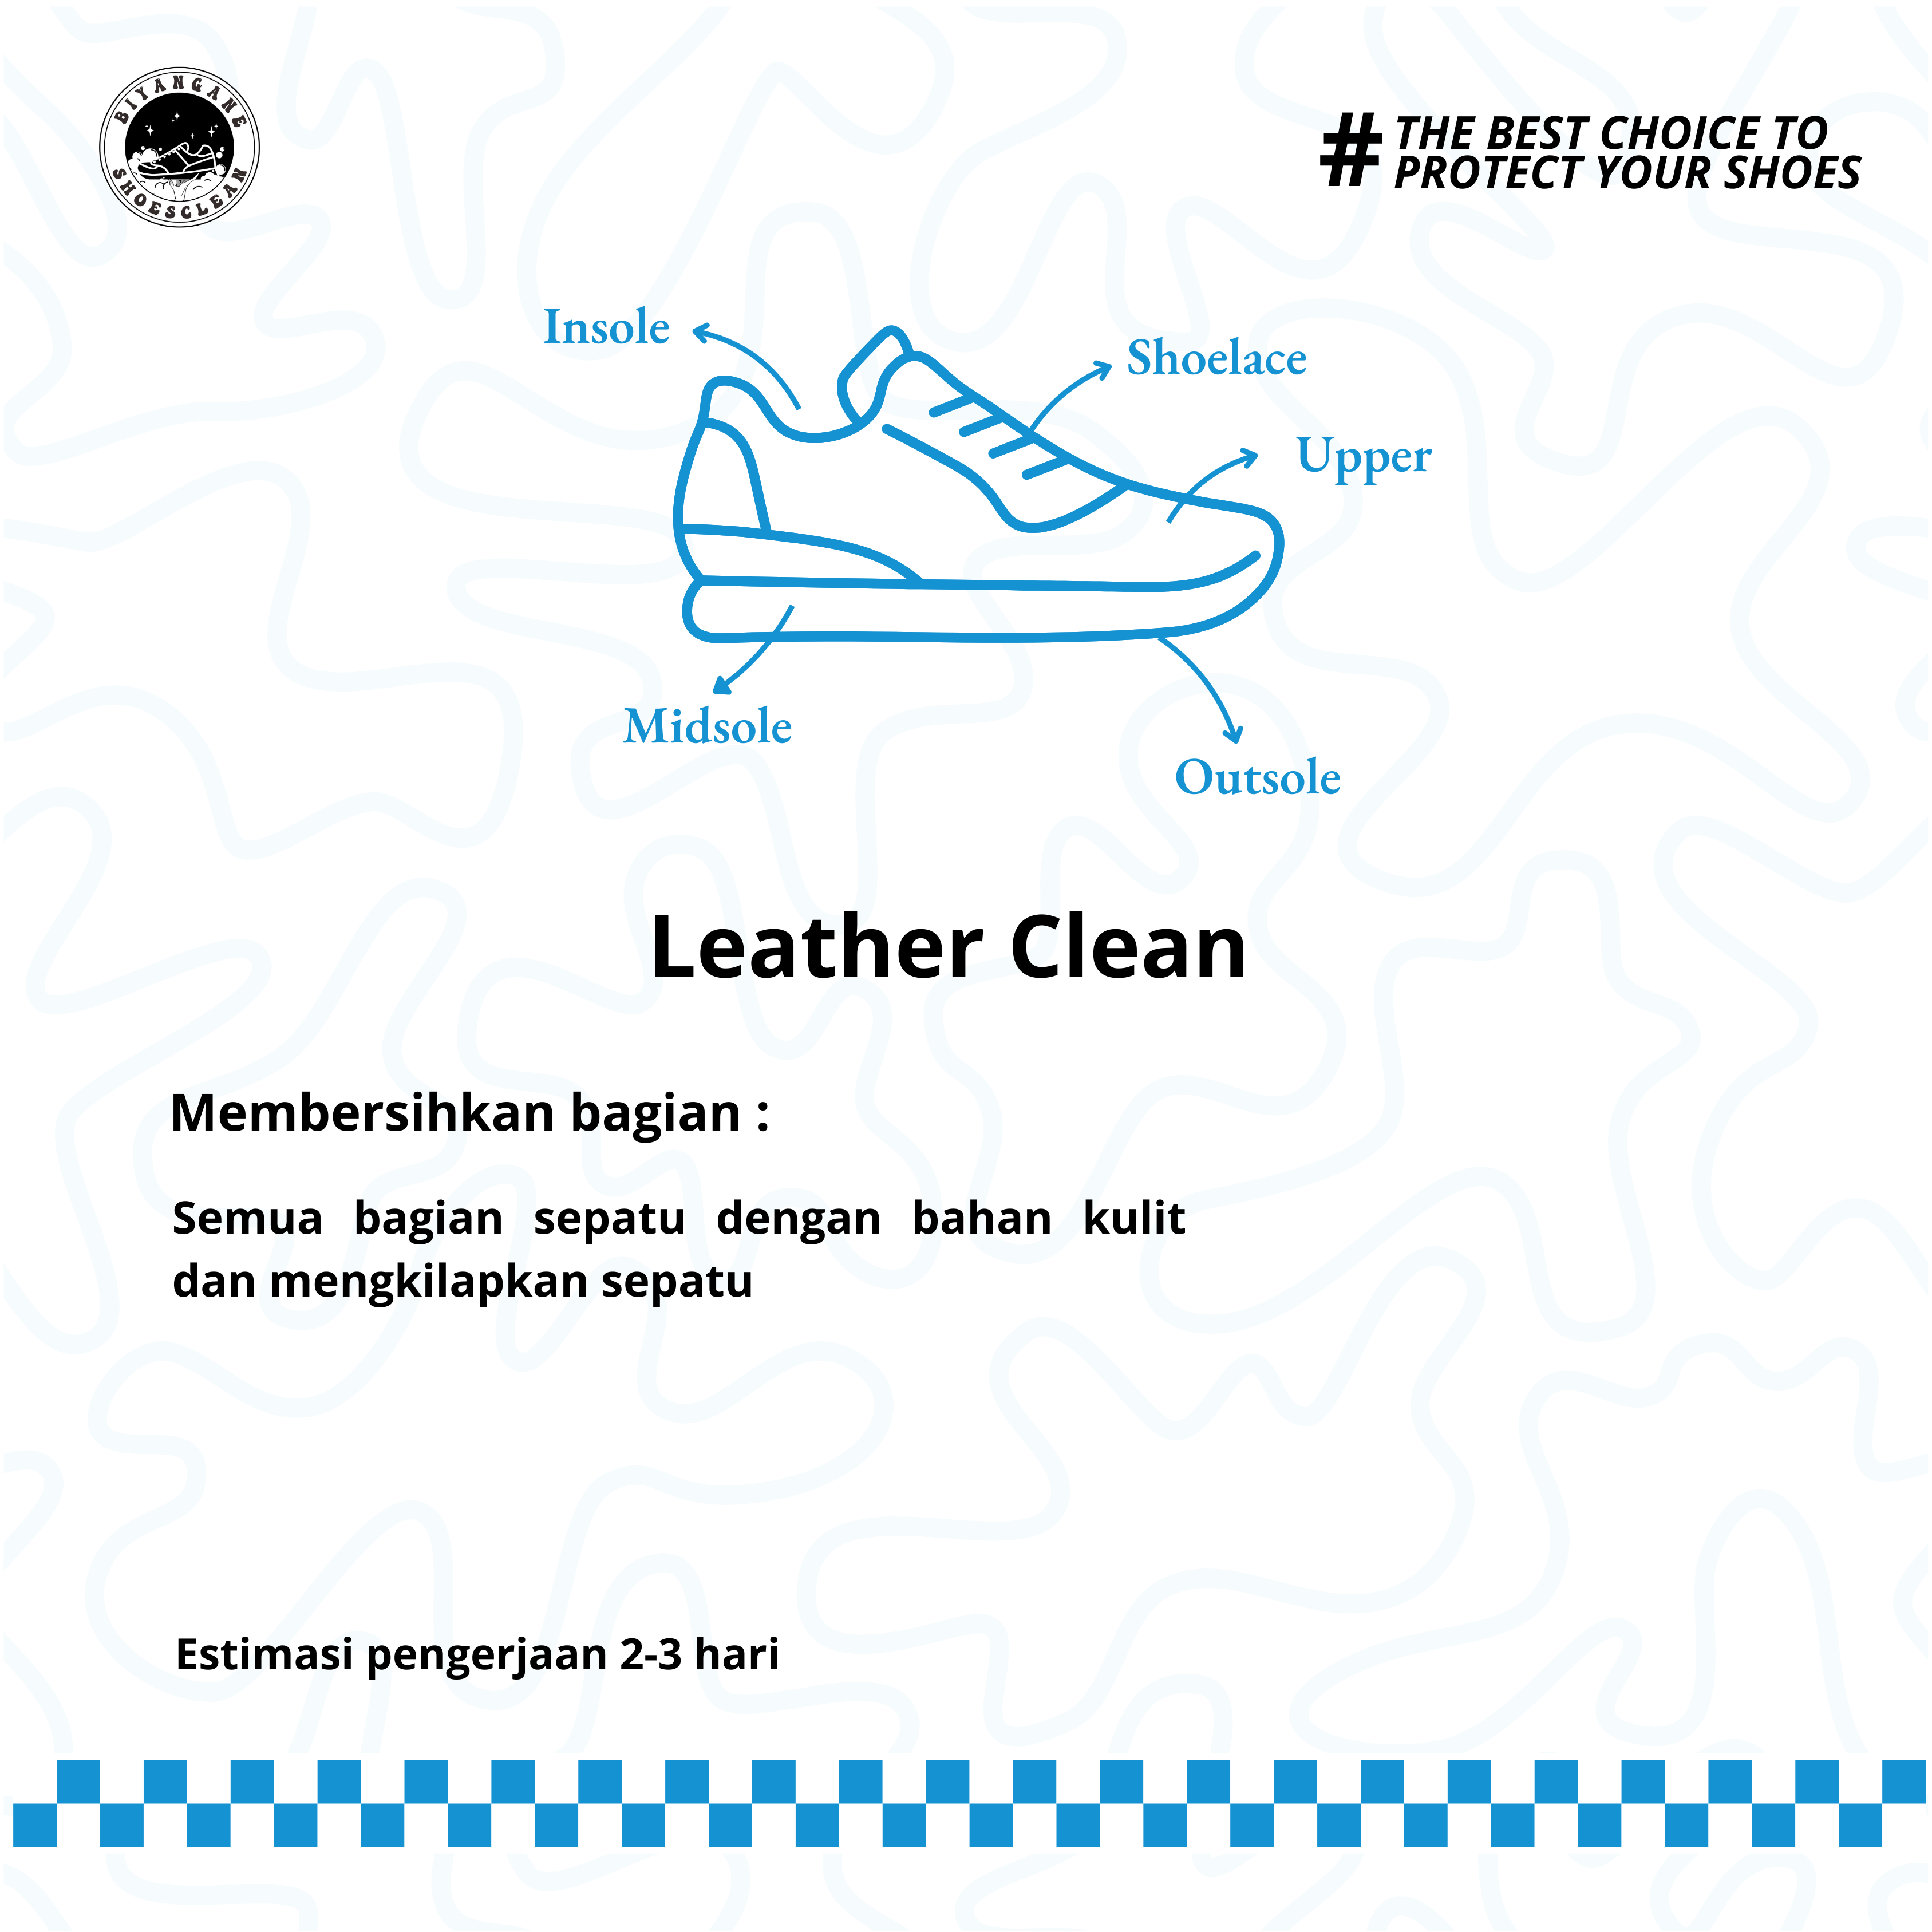 BIYANGANE
SHOESCLEAN
# THE BEST CHOICE TO
PROTECT YOUR SHOES
Insole
Shoelace
Upper
Midsole
Outsole
Leather Clean
Membersihkan bagian :
Semua bagian sepatu dengan bahan kulit
dan mengkilapkan sepatu
Estimasi pengerjaan 2-3 hari